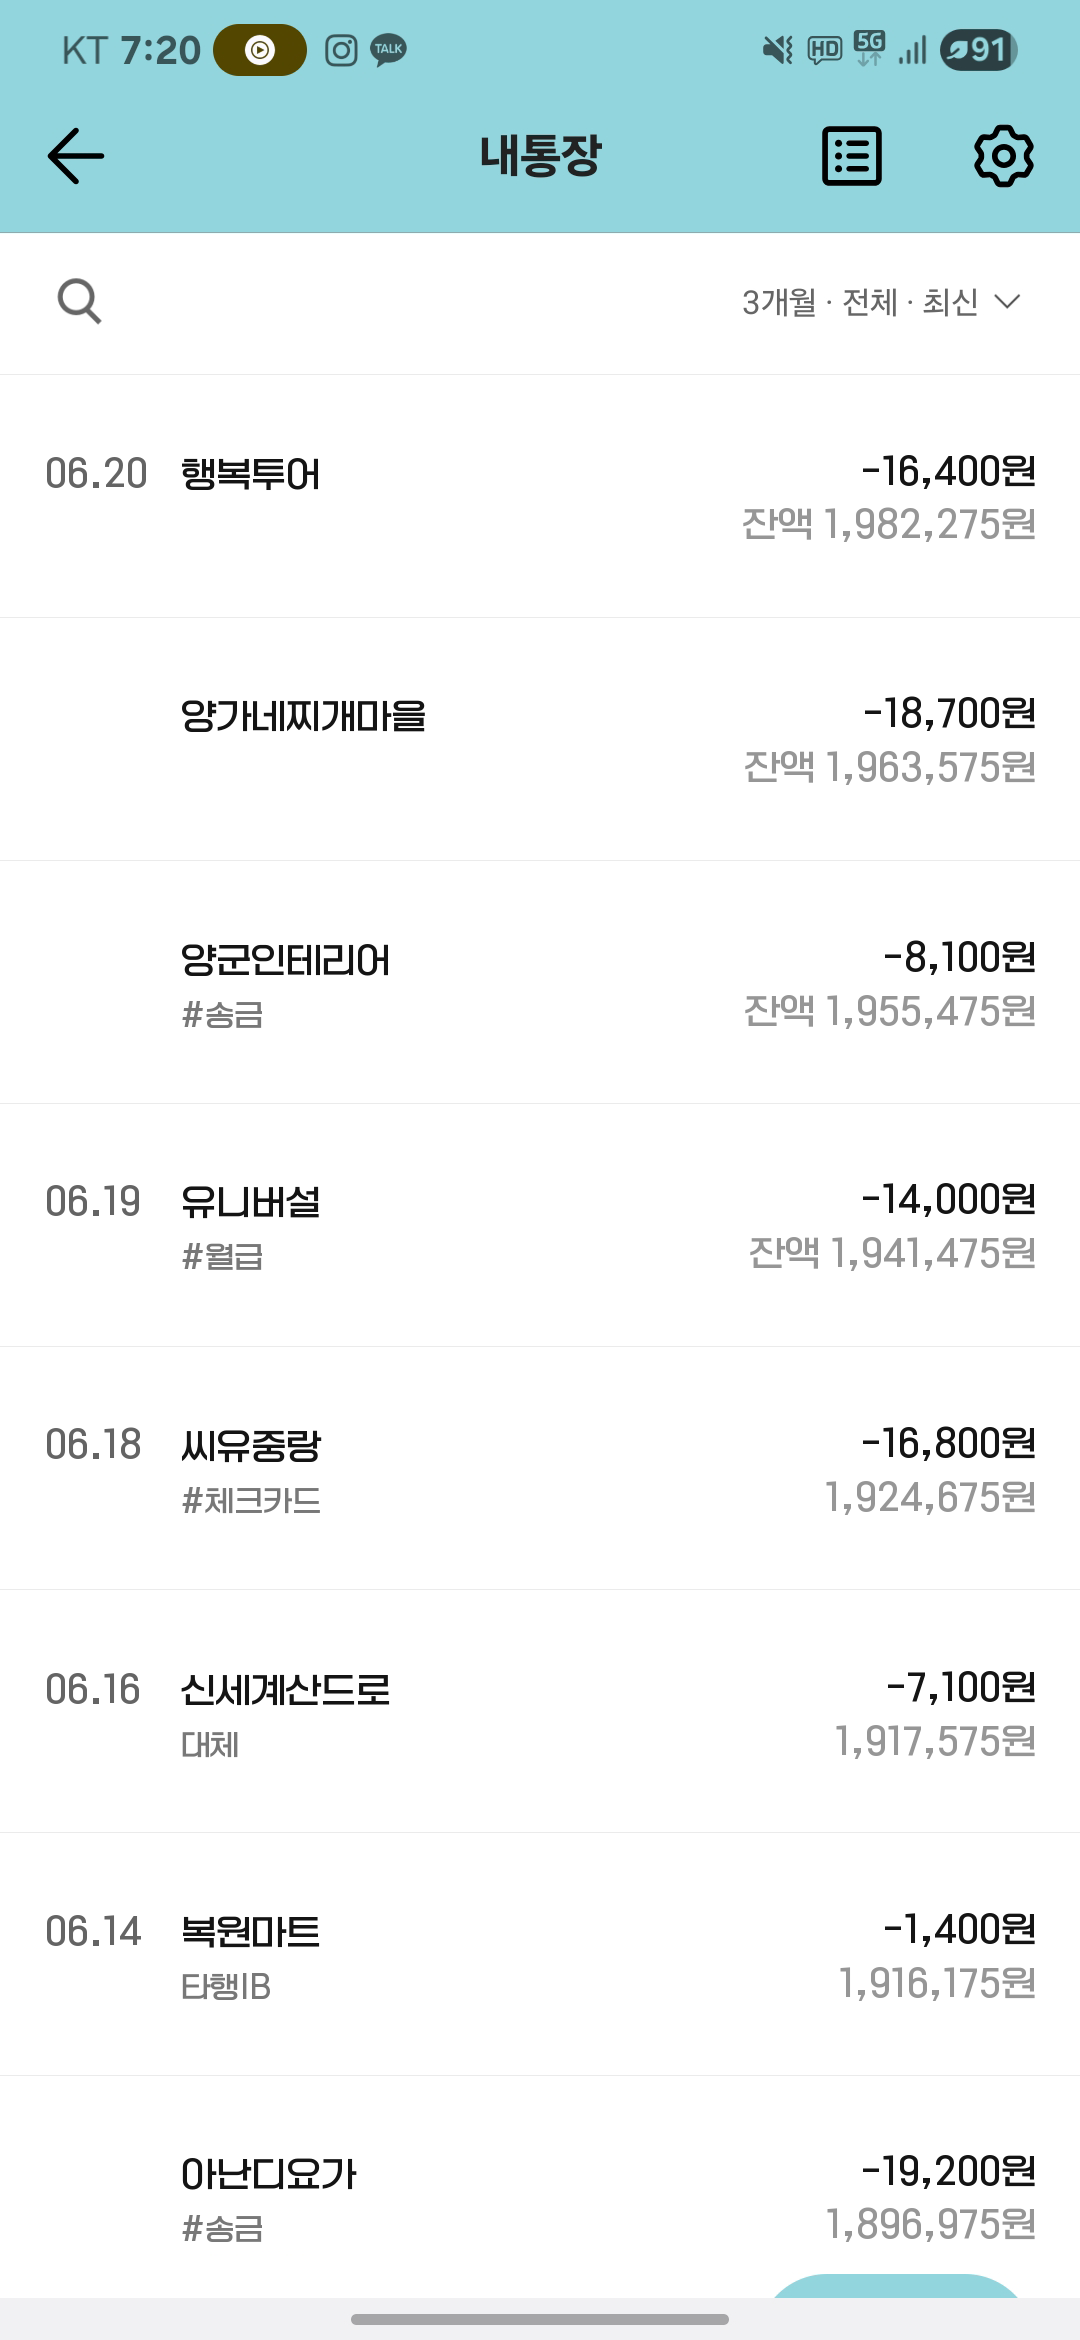 KT 7:20 TALK HD 5G 91
내통장
3개월 · 전체 · 최신
06.20 행복투어 -16,400원
잔액 1,982,275원
양가네찌개마을 -18,700원
잔액 1,963,575원
양군인테리어 -8,100원
#송금 잔액 1,955,475원
06.19 유니버설 -14,000원
#월급 잔액 1,941,475원
06.18 씨유중랑 -16,800원
#체크카드 1,924,675원
06.16 신세계산드로 -7,100원
대체 1,917,575원
06.14 복원마트 -1,400원
타행IB 1,916,175원
아난디요가 -19,200원
#송금 1,896,975원